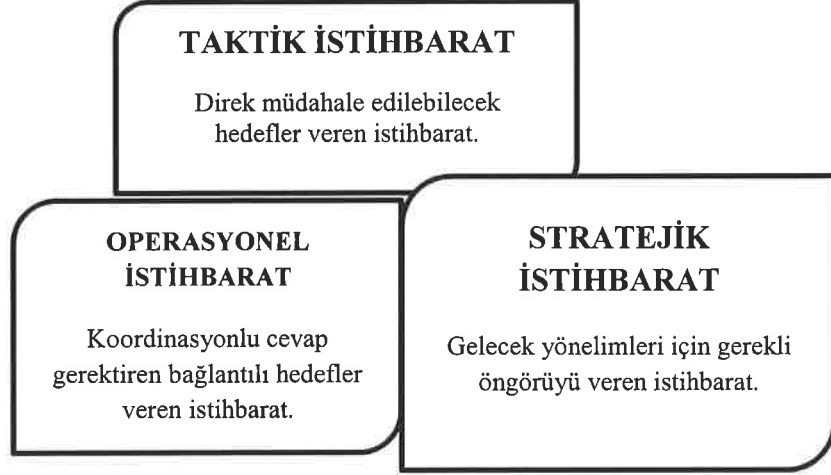 TAKTİK İSTİHBARAT
Direk müdahale edilebilecek
hedefler veren istihbarat.
OPERASYONEL
İSTİHBARAT
Koordinasyonlu cevap
gerektiren bağlantılı hedefler
veren istihbarat.
STRATEJİK
İSTİHBARAT
Gelecek yönelimleri için gerekli
öngörüyü veren istihbarat.